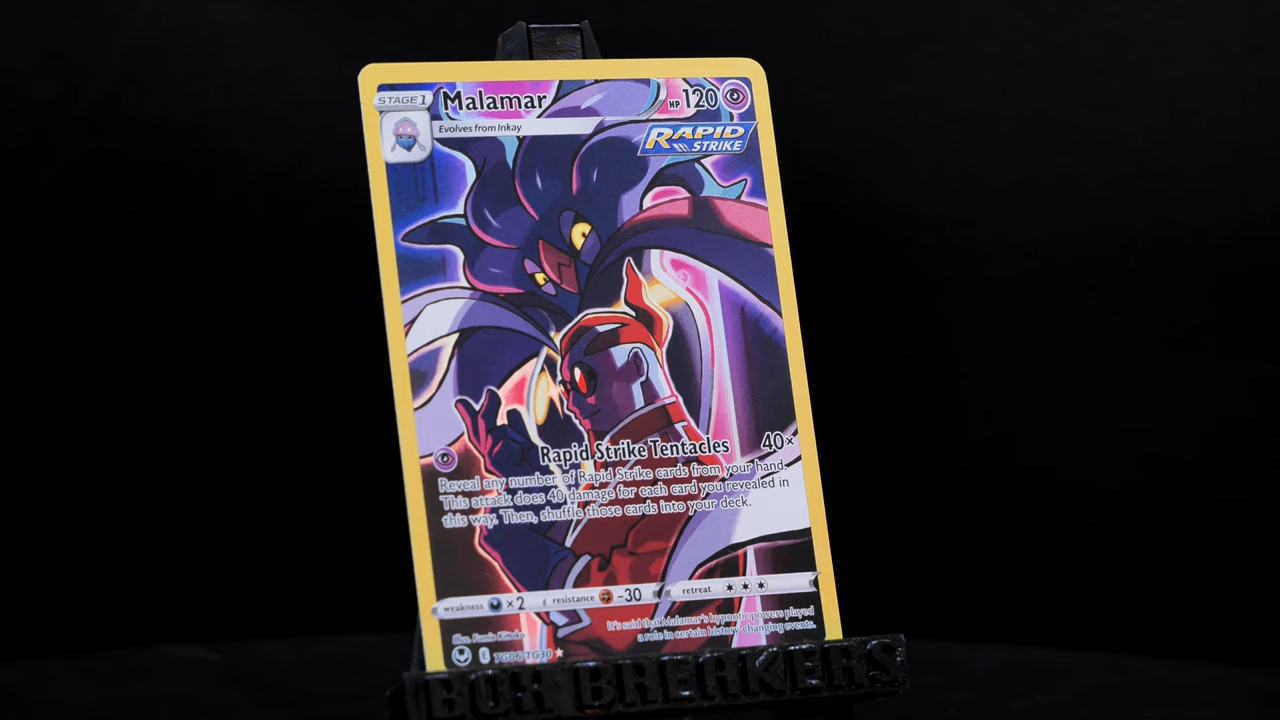 STAGE 1 Malamar HP 120
Evolves from Inkay
RAPID STRIKE
Rapid Strike Tentacles 40×
Reveal any number of Rapid Strike cards from your hand.
This attack does 40 damage for each card you revealed in
this way. Then, shuffle those cards into your deck.
weakness ×2 resistance -30 retreat
It's said that Malamar's hypnotic powers played
a role in certain history-changing events.
Illus. Fumie Kittaka
E TG06/TG30
BOX BREAKERS